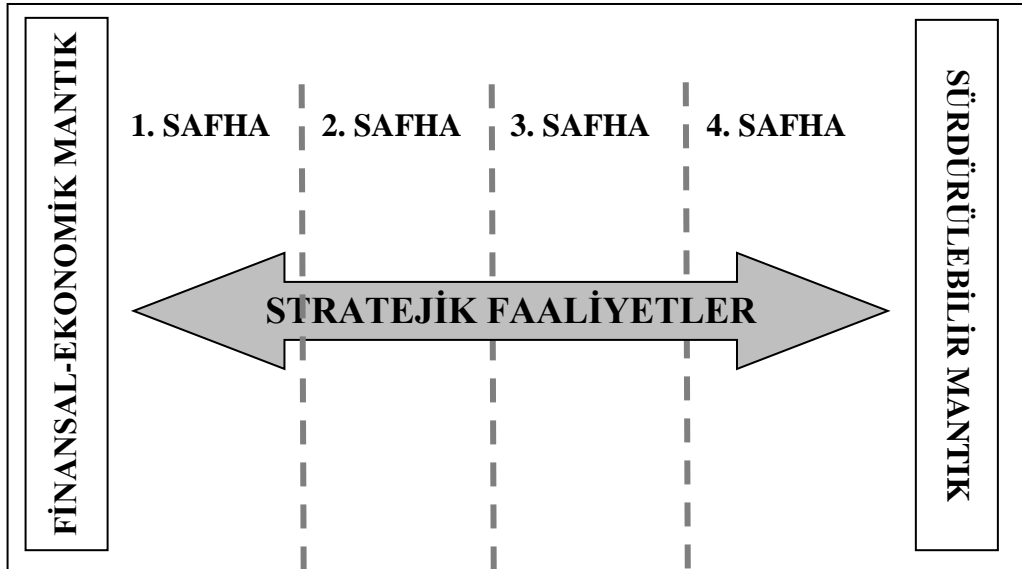 FİNANSAL-EKONOMİK MANTIK
1. SAFHA
2. SAFHA
3. SAFHA
4. SAFHA
STRATEJİK FAALİYETLER
SÜRDÜRÜLEBİLİR MANTIK